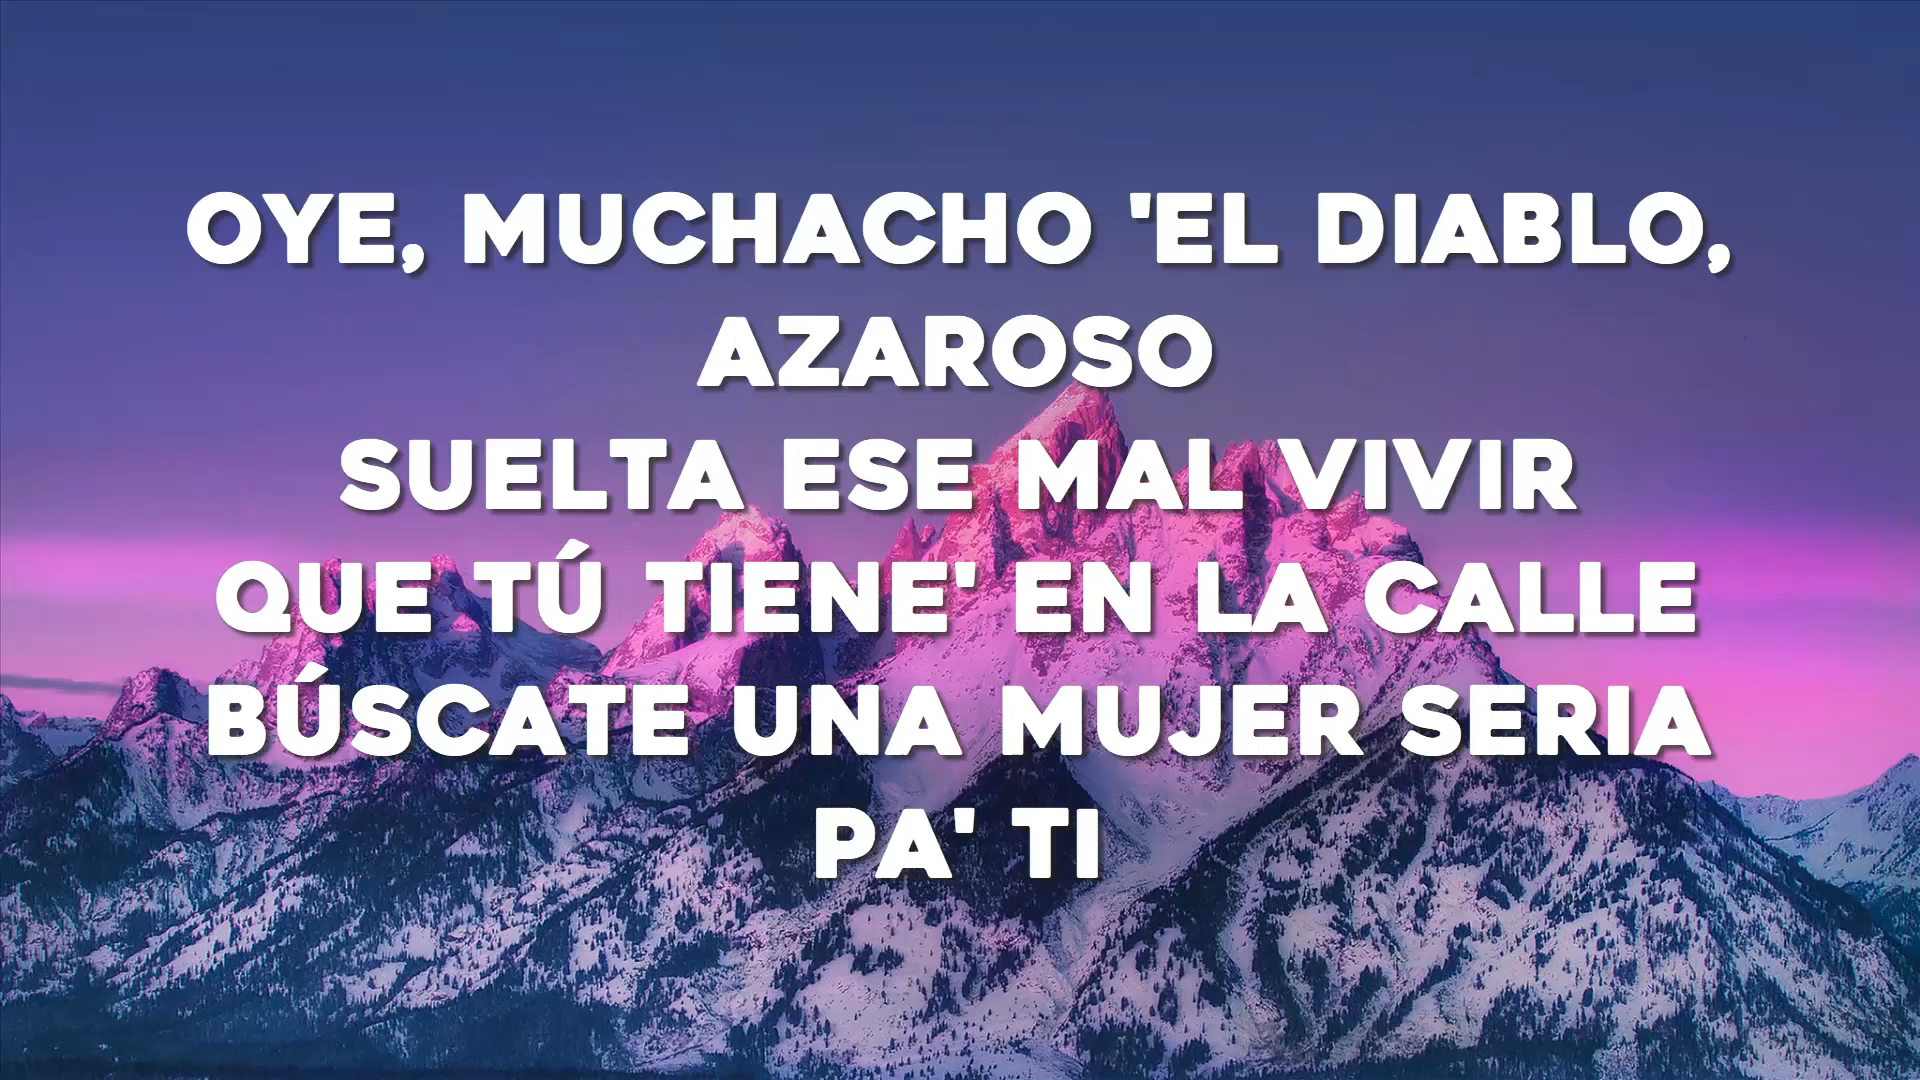 OYE, MUCHACHO 'EL DIABLO,
AZAROSO
SUELTA ESE MAL VIVIR
QUE TÚ TIENE' EN LA CALLE
BÚSCATE UNA MUJER SERIA
PA' TI